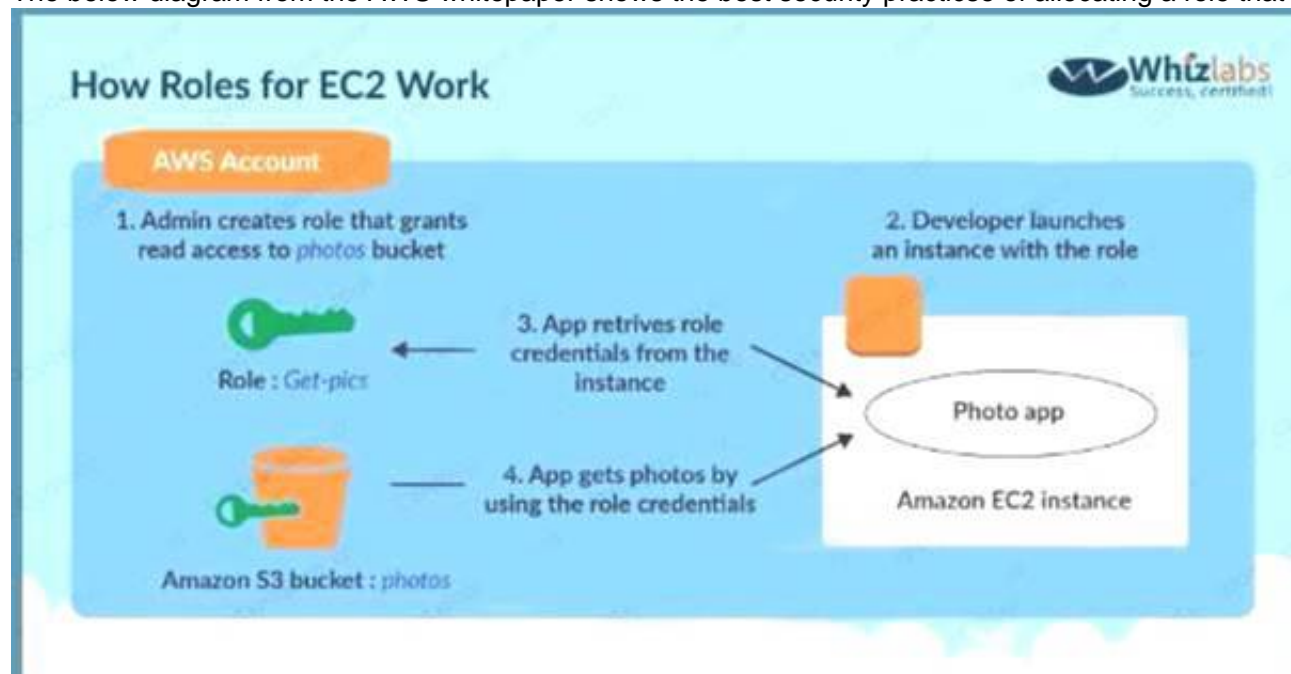 The below diagram from the AWS whitepaper shows the best security practices of allocating a role that
How Roles for EC2 Work
Whizlabs
Success, certified!
AWS Account
1. Admin creates role that grants
read access to photos bucket
2. Developer launches
an instance with the role
3. App retrives role
credentials from the
instance
Role : Get-pics
Photo app
4. App gets photos by
using the role credentials
Amazon EC2 instance
Amazon S3 bucket : photos